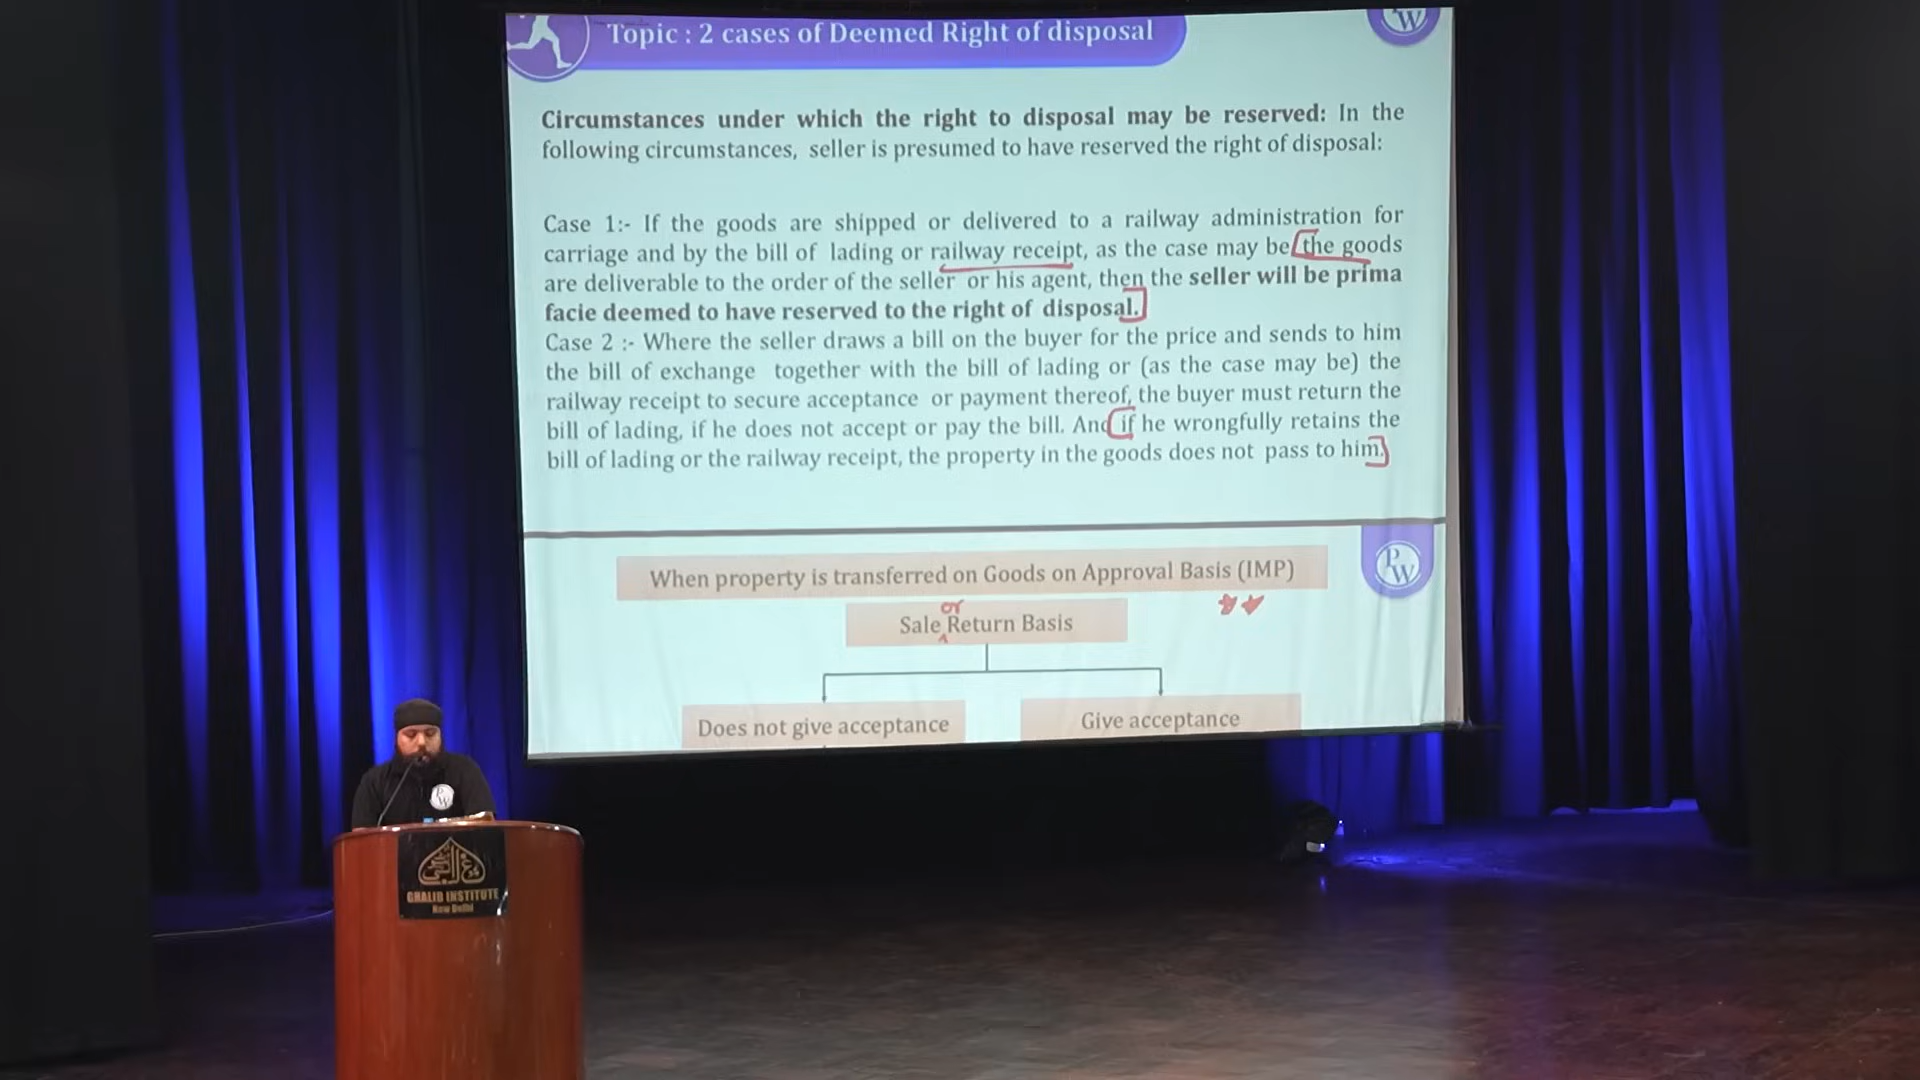 Topic : 2 cases of Deemed Right of disposal
PW
Circumstances under which the right to disposal may be reserved: In the
following circumstances, seller is presumed to have reserved the right of disposal:
Case 1:- If the goods are shipped or delivered to a railway administration for
carriage and by the bill of lading or railway receipt, as the case may be the goods
are deliverable to the order of the seller or his agent, then the seller will be prima
facie deemed to have reserved to the right of disposal.
Case 2 :- Where the seller draws a bill on the buyer for the price and sends to him
the bill of exchange together with the bill of lading or (as the case may be) the
railway receipt to secure acceptance or payment thereof, the buyer must return the
bill of lading, if he does not accept or pay the bill. And if he wrongfully retains the
bill of lading or the railway receipt, the property in the goods does not pass to him.
When property is transferred on Goods on Approval Basis (IMP)
PW
or
Sale Return Basis
Does not give acceptance
Give acceptance
PW
GHALIB INSTITUTE
New Delhi